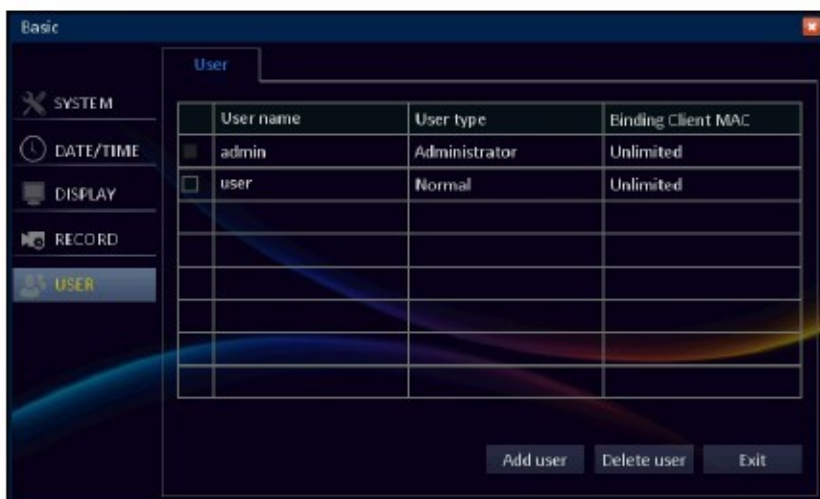 Basic
User
SYSTEM
DATE/TIME
DISPLAY
RECORD
USER
User name User type Binding Client MAC
admin Administrator Unlimited
user Normal Unlimited
Add user Delete user Exit